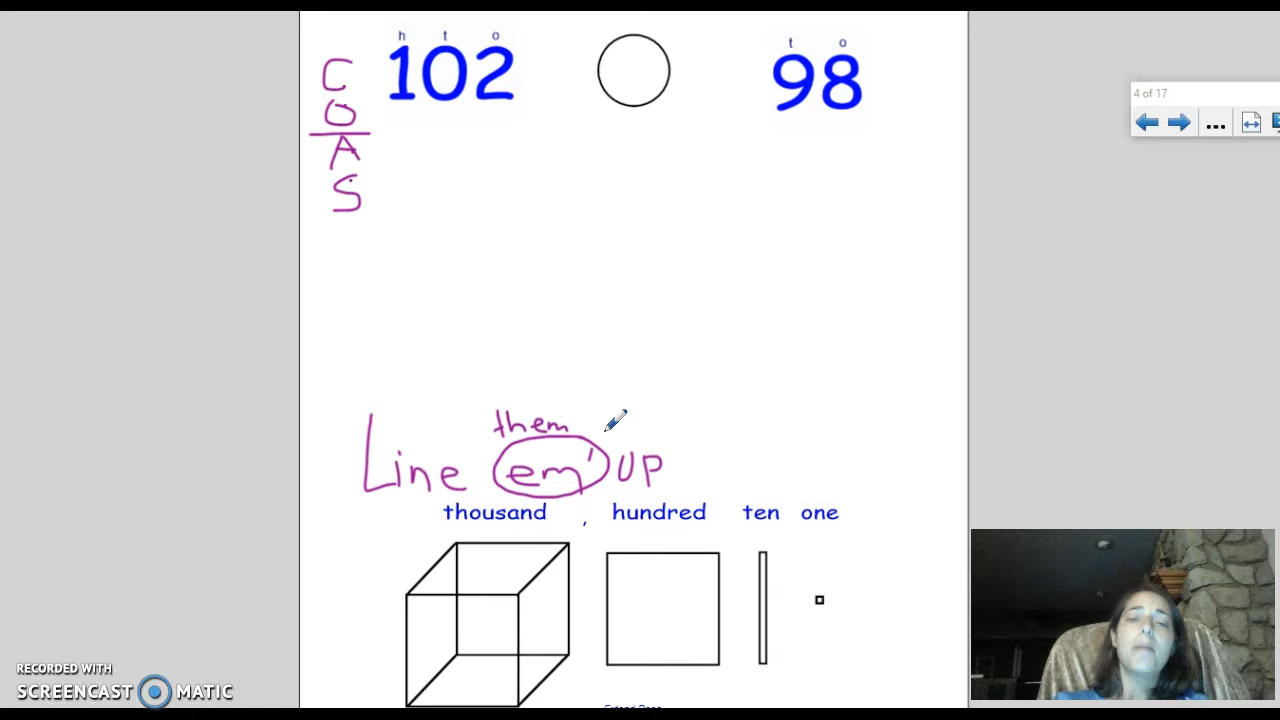 h t o
t o
102
98
C
O
A
S
4 of 17
...
them
Line em' UP
thousand , hundred ten one
RECORDED WITH
SCREENCAST MATIC